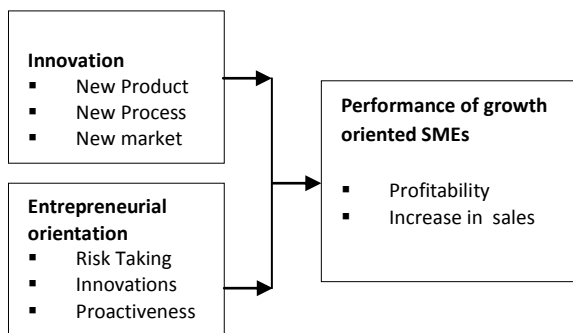 Innovation
▪ New Product
▪ New Process
▪ New market
Entrepreneurial
orientation
▪ Risk Taking
▪ Innovations
▪ Proactiveness
Performance of growth
oriented SMEs
▪ Profitability
▪ Increase in sales